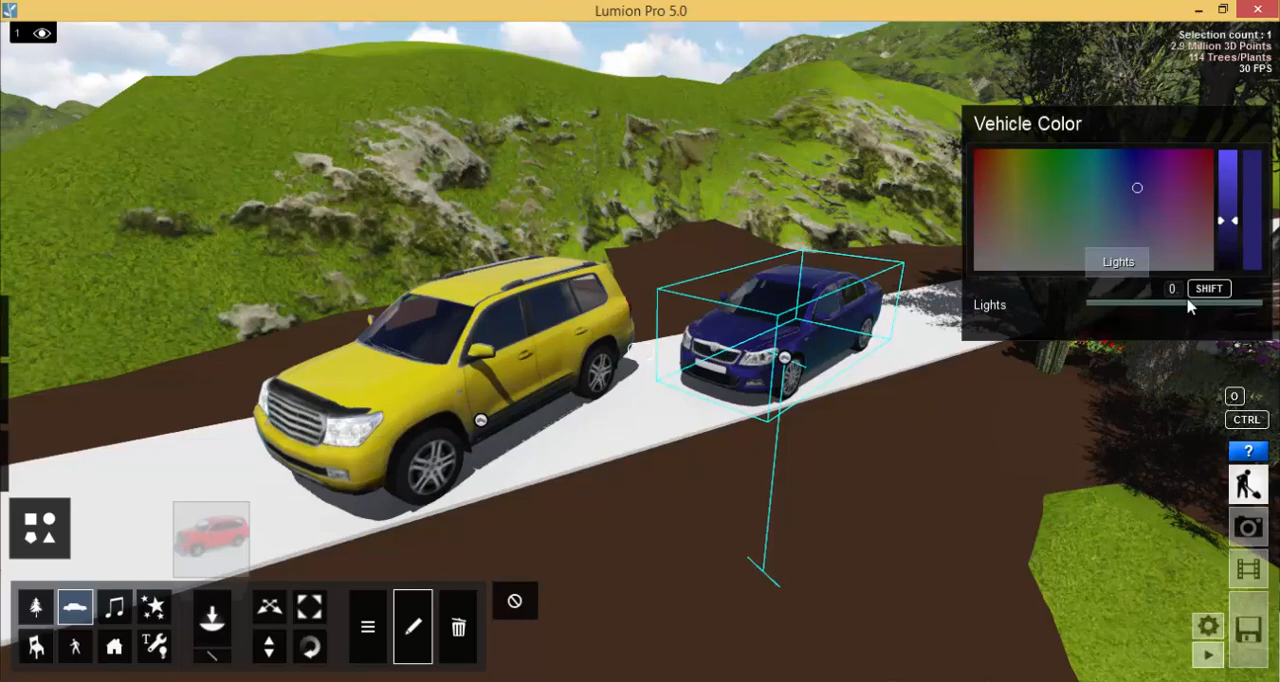 Lumion Pro 5.0
1
Selection count : 1
2.9 Million 3D Points
114 Trees/Plants
30 FPS
Vehicle Color
Lights
0
SHIFT
Lights
O
CTRL
?